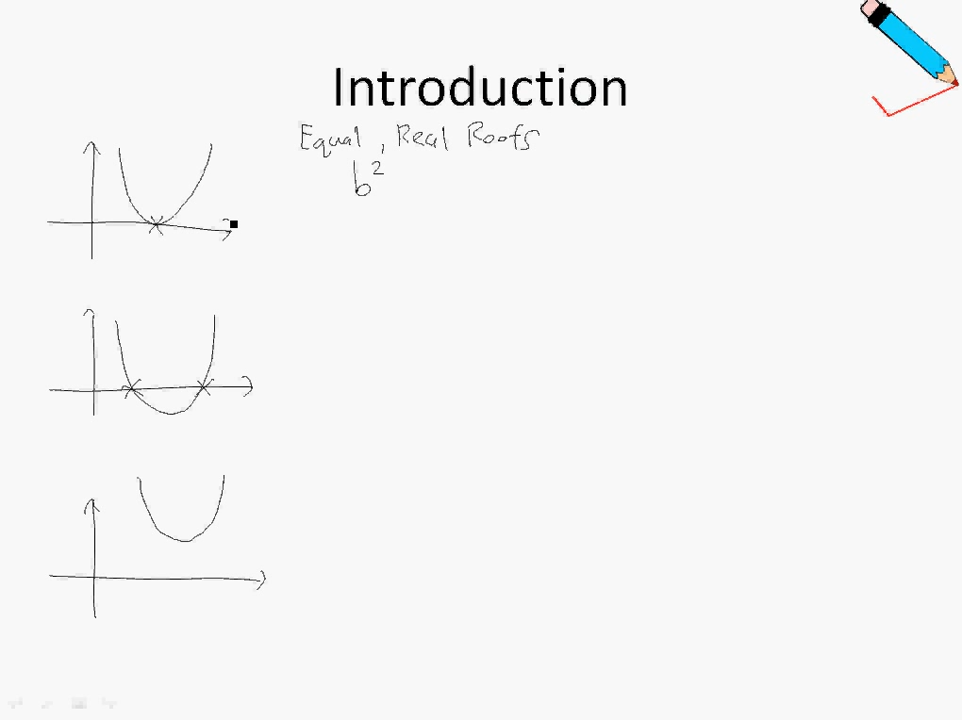 Introduction
Equal, Real Roots
b²